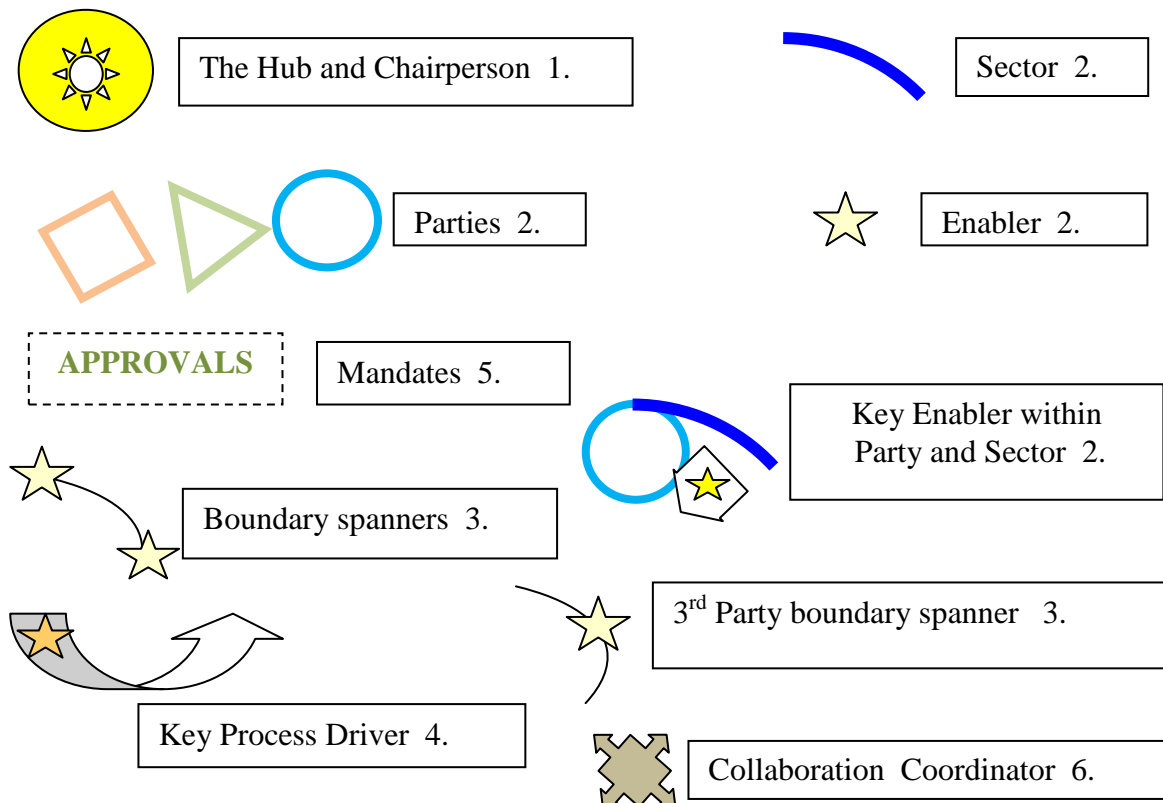 The Hub and Chairperson 1.
Sector 2.
Parties 2.
Enabler 2.
APPROVALS
Mandates 5.
Key Enabler within
Party and Sector 2.
Boundary spanners 3.
3rd Party boundary spanner 3.
Key Process Driver 4.
Collaboration Coordinator 6.